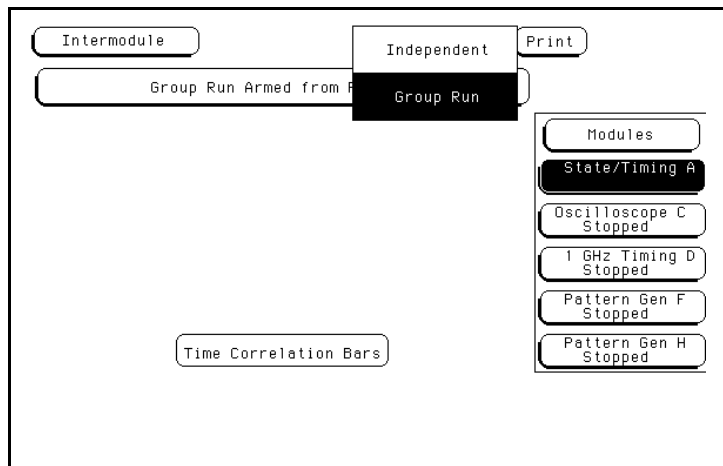 Intermodule
Independent
Print
Group Run Armed from
Group Run
Modules
State/Timing A
Oscilloscope C
Stopped
1 GHz Timing D
Stopped
Pattern Gen F
Stopped
Pattern Gen H
Stopped
Time Correlation Bars